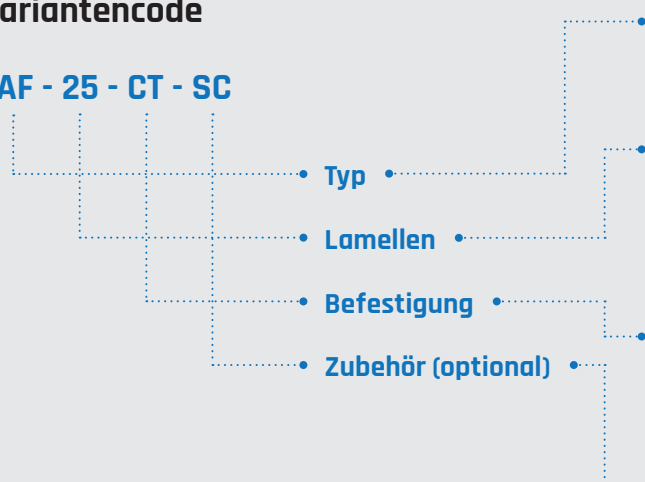 ariantencode
AF - 25 - CT - SC
Typ
Lamellen
Befestigung
Zubehör (optional)